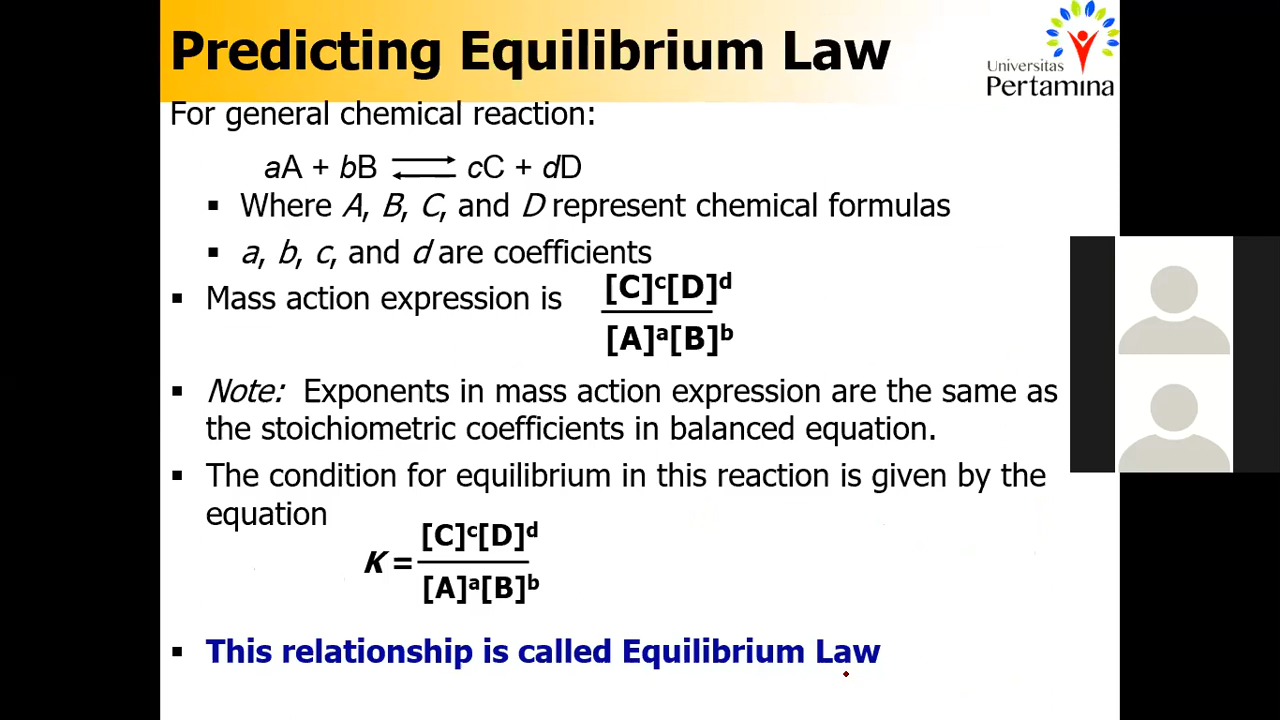 Predicting Equilibrium Law
Universitas
Pertamina
For general chemical reaction:
aA + bB ⇌ cC + dD
▪ Where A, B, C, and D represent chemical formulas
▪ a, b, c, and d are coefficients
▪ Mass action expression is
[C]ᶜ[D]ᵈ
[A]ᵃ[B]ᵇ
▪ Note: Exponents in mass action expression are the same as
the stoichiometric coefficients in balanced equation.
▪ The condition for equilibrium in this reaction is given by the
equation
[C]ᶜ[D]ᵈ
K =
[A]ᵃ[B]ᵇ
▪ This relationship is called Equilibrium Law